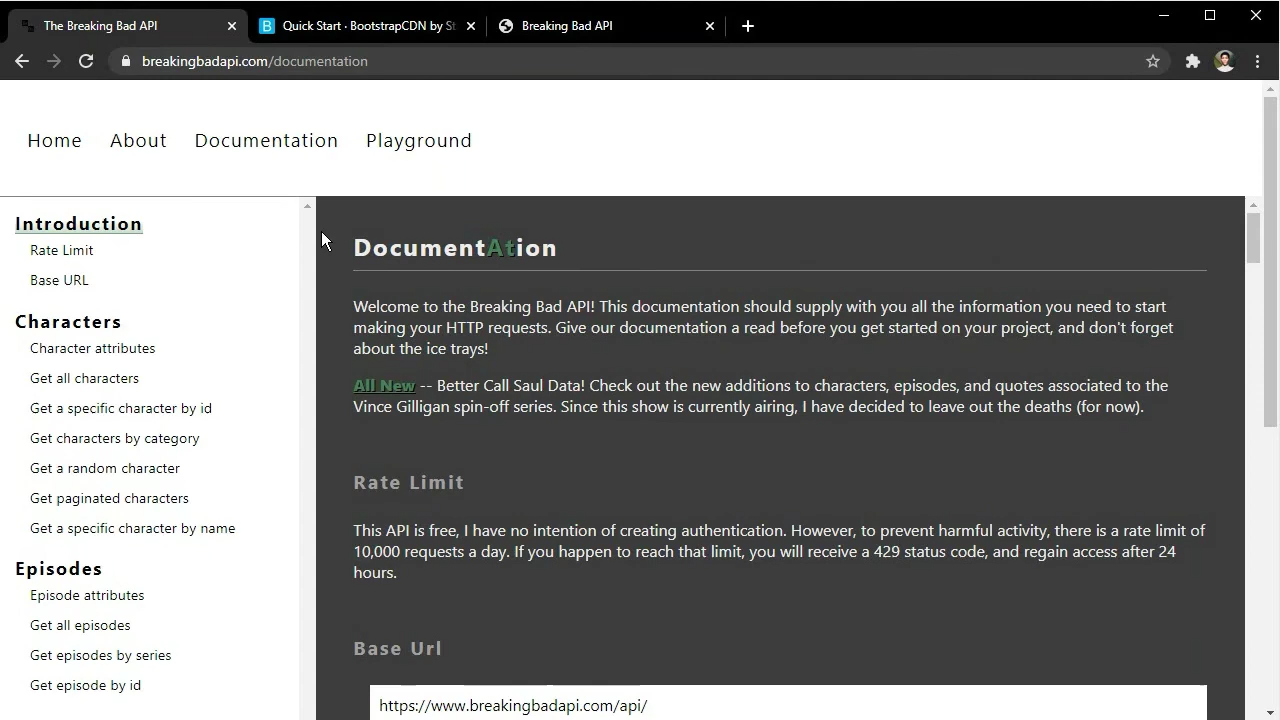 The Breaking Bad API
Quick Start · BootstrapCDN by St
Breaking Bad API
breakingbadapi.com/documentation
Home About Documentation Playground
Introduction
Rate Limit
Base URL
Characters
Character attributes
Get all characters
Get a specific character by id
Get characters by category
Get a random character
Get paginated characters
Get a specific character by name
Episodes
Episode attributes
Get all episodes
Get episodes by series
Get episode by id
DocumentAtion
Welcome to the Breaking Bad API! This documentation should supply with you all the information you need to start
making your HTTP requests. Give our documentation a read before you get started on your project, and don't forget
about the ice trays!
All New -- Better Call Saul Data! Check out the new additions to characters, episodes, and quotes associated to the
Vince Gilligan spin-off series. Since this show is currently airing, I have decided to leave out the deaths (for now).
Rate Limit
This API is free, I have no intention of creating authentication. However, to prevent harmful activity, there is a rate limit of
10,000 requests a day. If you happen to reach that limit, you will receive a 429 status code, and regain access after 24
hours.
Base Url
https://www.breakingbadapi.com/api/